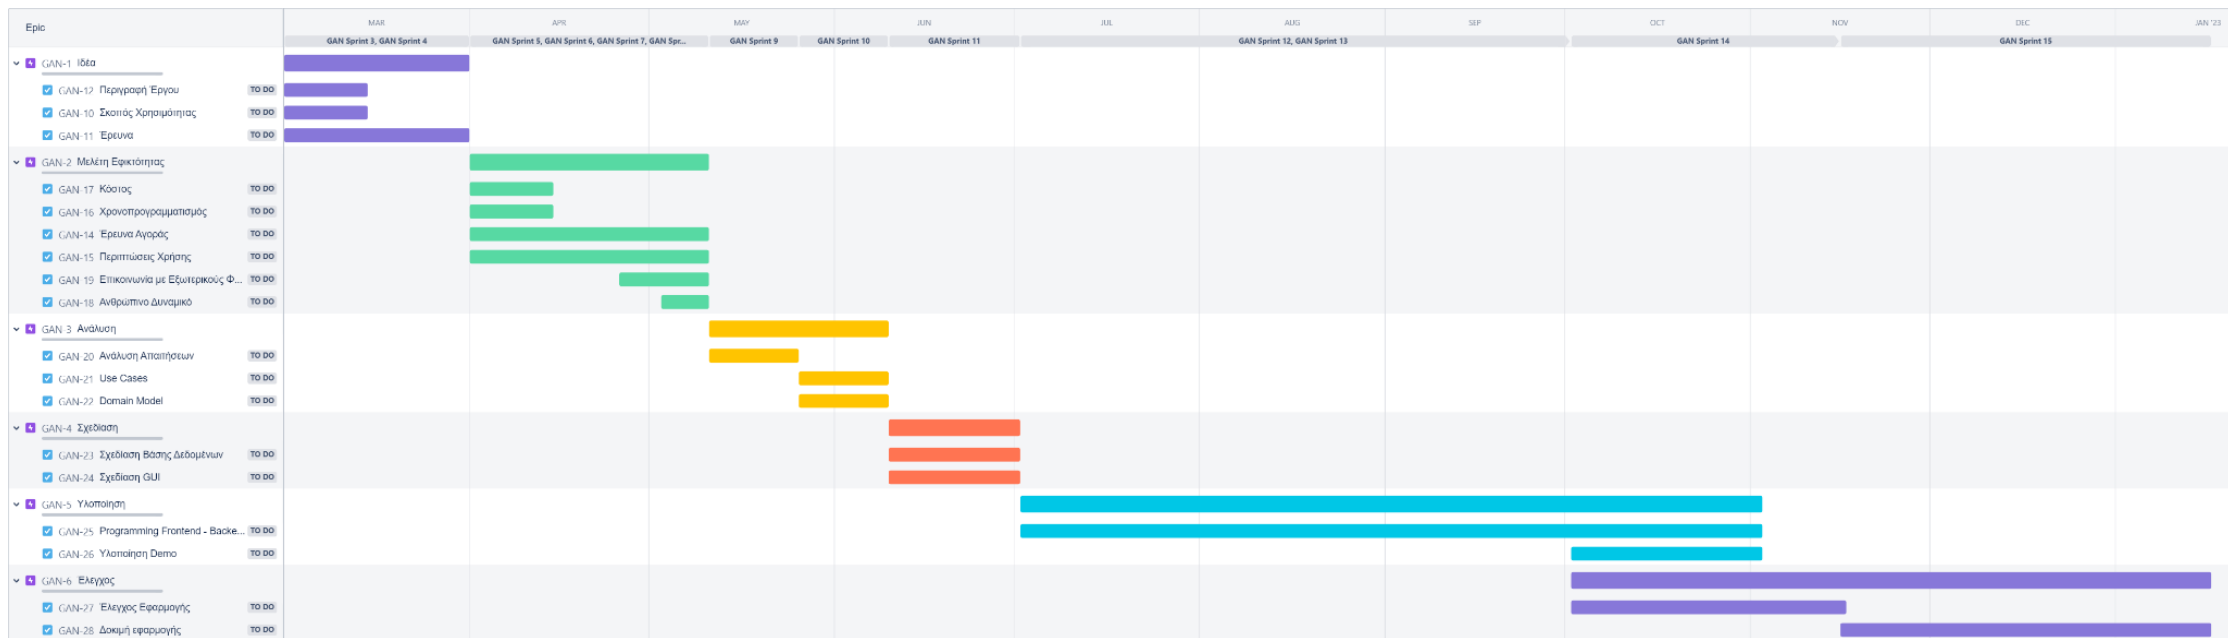 Epic
MAR APR MAY JUN JUL AUG SEP OCT NOV DEC JAN '23
GAN Sprint 3, GAN Sprint 4 GAN Sprint 5, GAN Sprint 6, GAN Sprint 7, GAN Spr... GAN Sprint 9 GAN Sprint 10 GAN Sprint 11 GAN Sprint 12, GAN Sprint 13 GAN Sprint 14 GAN Sprint 15
GAN-1 Ιδέα
GAN-12 Περιγραφή Έργου TO DO
GAN-10 Σκοπός Χρησιμότητας TO DO
GAN-11 Έρευνα TO DO
GAN-2 Μελέτη Εφικτότητας
GAN-17 Κόστος TO DO
GAN-16 Χρονοπρογραμματισμός TO DO
GAN-14 Έρευνα Αγοράς TO DO
GAN-15 Περιπτώσεις Χρήσης TO DO
GAN-19 Επικοινωνία με Εξωτερικούς Φ... TO DO
GAN-18 Ανθρώπινο Δυναμικό TO DO
GAN-3 Ανάλυση
GAN-20 Ανάλυση Απαιτήσεων TO DO
GAN-21 Use Cases TO DO
GAN-22 Domain Model TO DO
GAN-4 Σχεδίαση
GAN-23 Σχεδίαση Βάσης Δεδομένων TO DO
GAN-24 Σχεδίαση GUI TO DO
GAN-5 Υλοποίηση
GAN-25 Programming Frontend - Backe... TO DO
GAN-26 Υλοποίηση Demo TO DO
GAN-6 Έλεγχος
GAN-27 Έλεγχος Εφαρμογής TO DO
GAN-28 Δοκιμή εφαρμογής TO DO